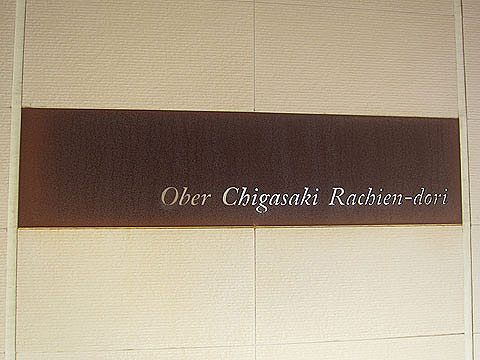 Ober Chigasaki Rachien-dori